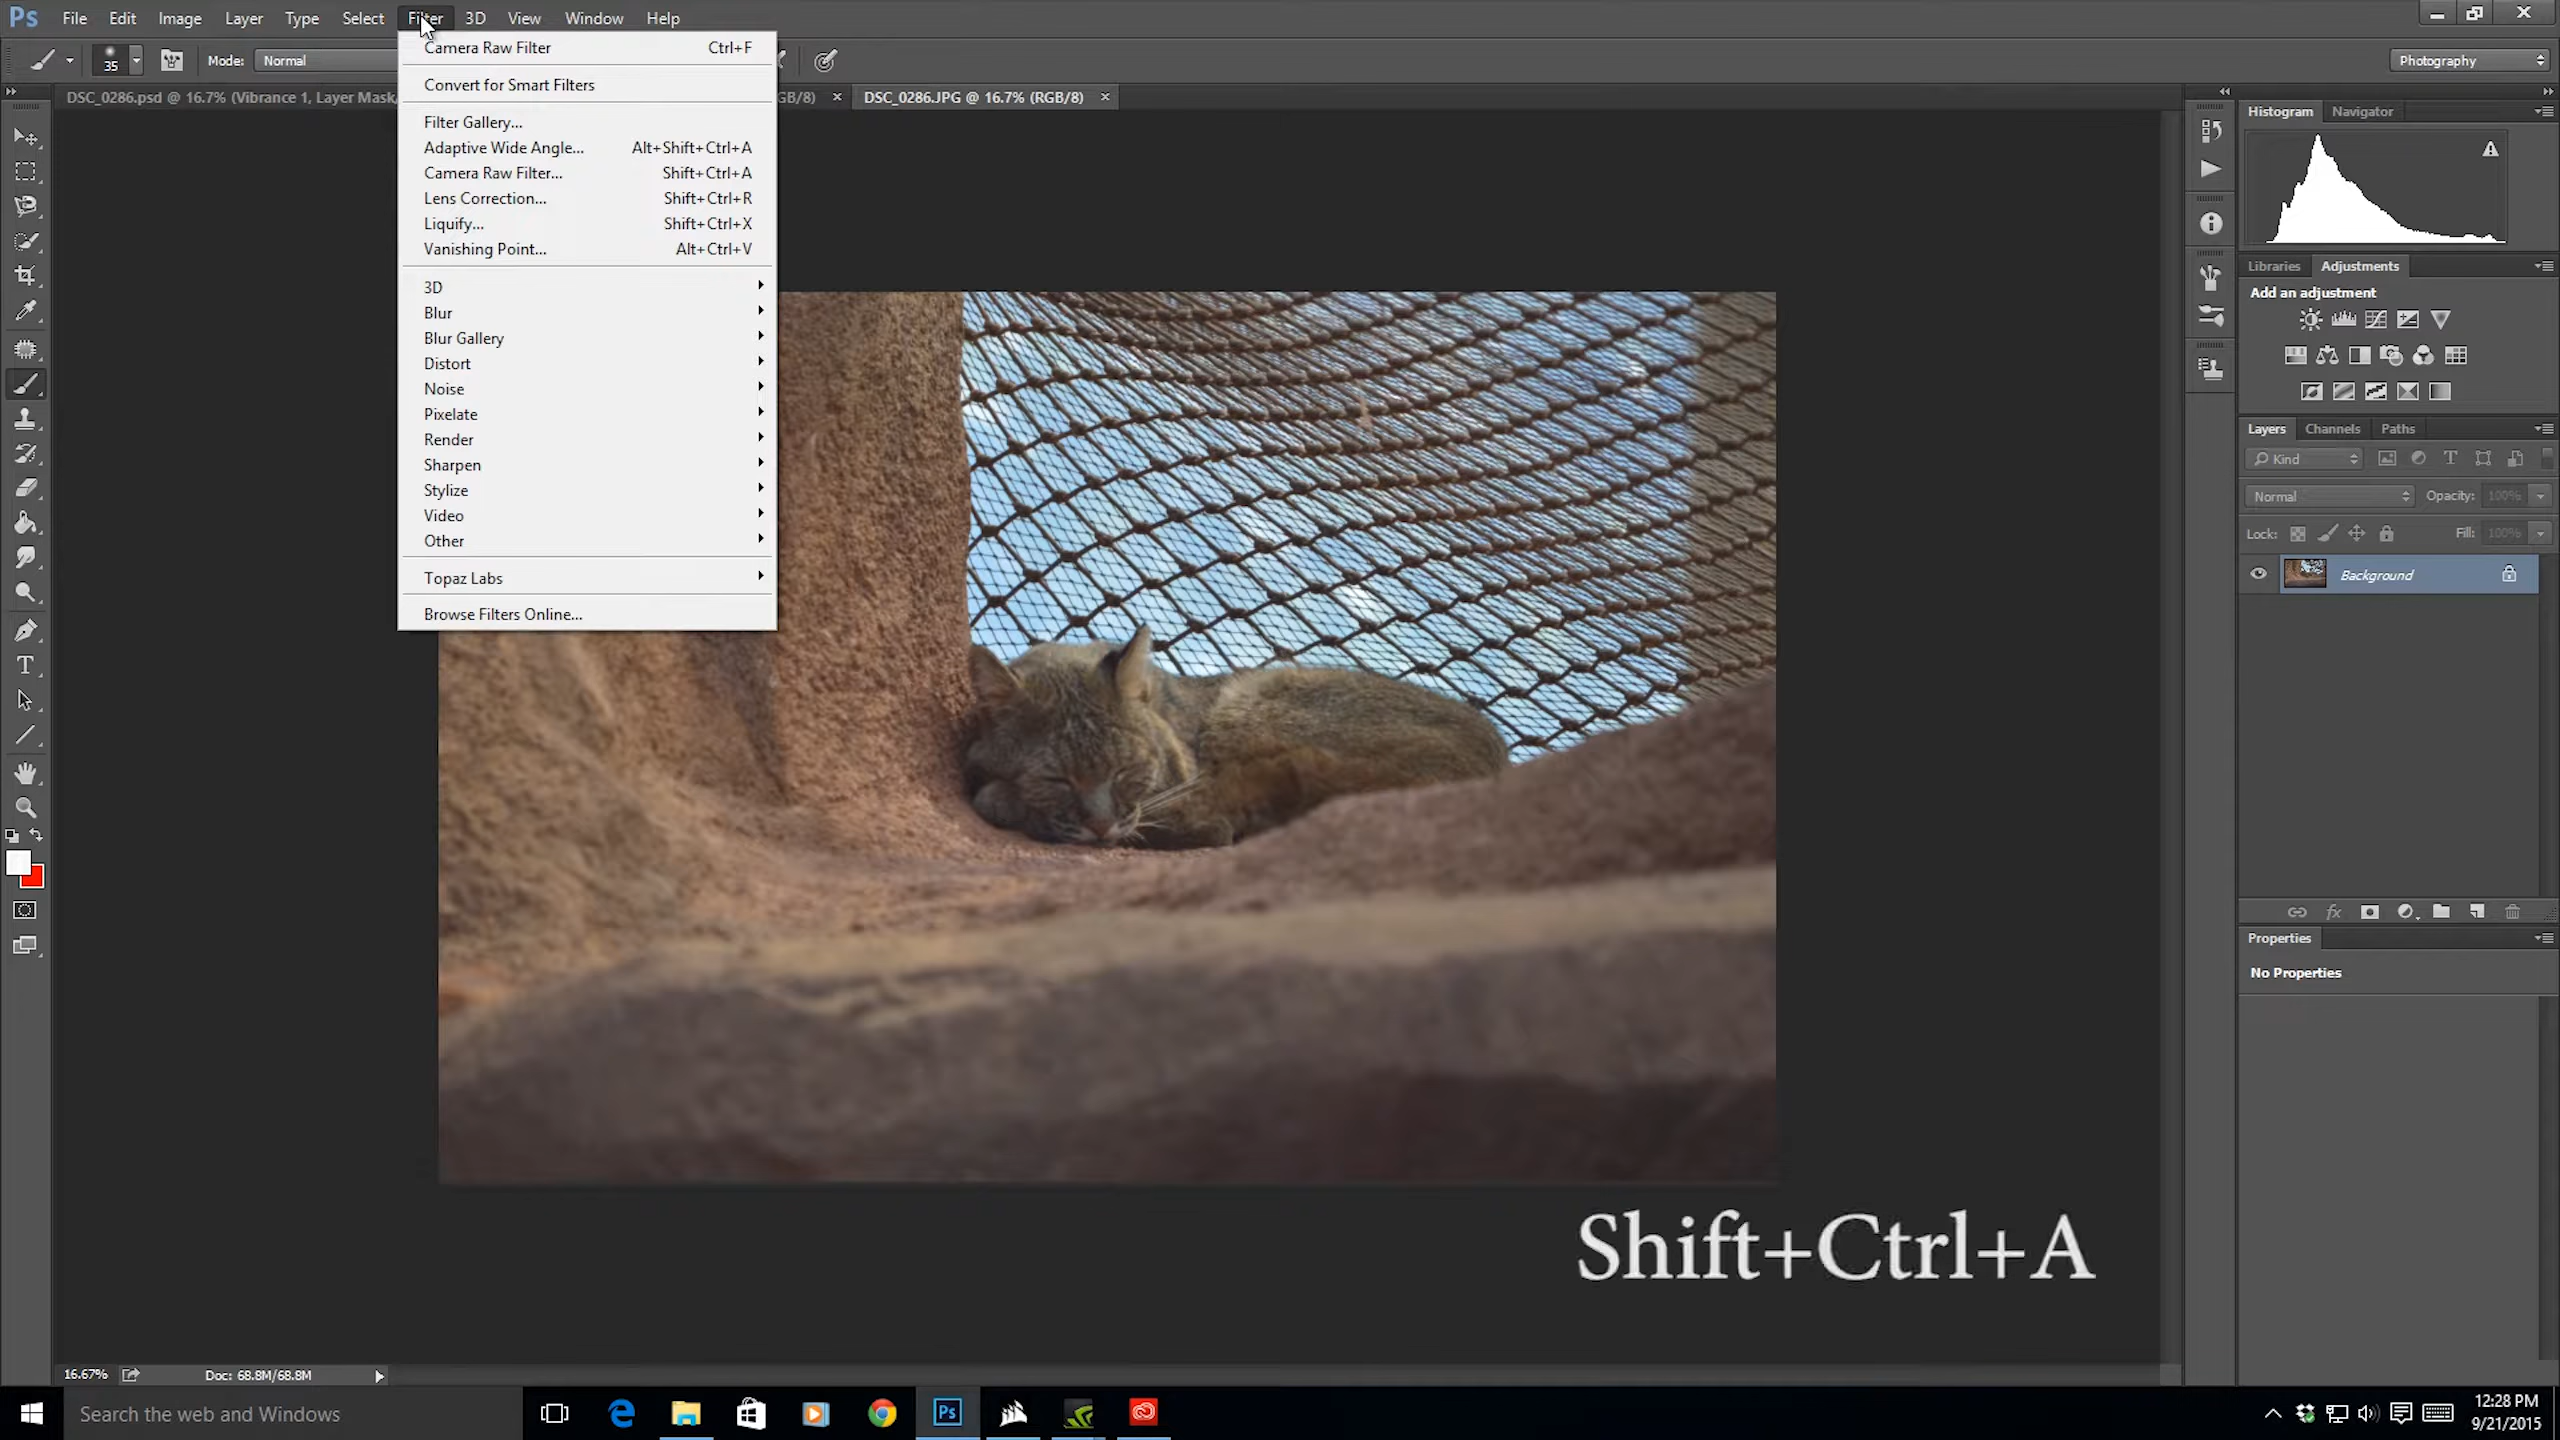 Ps File Edit Image Layer Type Select Filter 3D View Window Help
35 Mode: Normal Photography
DSC_0286.psd @ 16.7% (Vibrance 1, Layer Mask GB/8) × DSC_0286.JPG @ 16.7% (RGB/8) ×
Camera Raw Filter Ctrl+F
Convert for Smart Filters
Filter Gallery...
Adaptive Wide Angle... Alt+Shift+Ctrl+A
Camera Raw Filter... Shift+Ctrl+A
Lens Correction... Shift+Ctrl+R
Liquify... Shift+Ctrl+X
Vanishing Point... Alt+Ctrl+V
3D
Blur
Blur Gallery
Distort
Noise
Pixelate
Render
Sharpen
Stylize
Video
Other
Topaz Labs
Browse Filters Online...
Histogram Navigator
Libraries Adjustments
Add an adjustment
Layers Channels Paths
Kind
Normal Opacity: 100%
Lock: Fill: 100%
Background
fx
Properties
No Properties
Shift+Ctrl+A
16.67% Doc: 68.8M/68.8M
Search the web and Windows
Ps
12:28 PM
9/21/2015